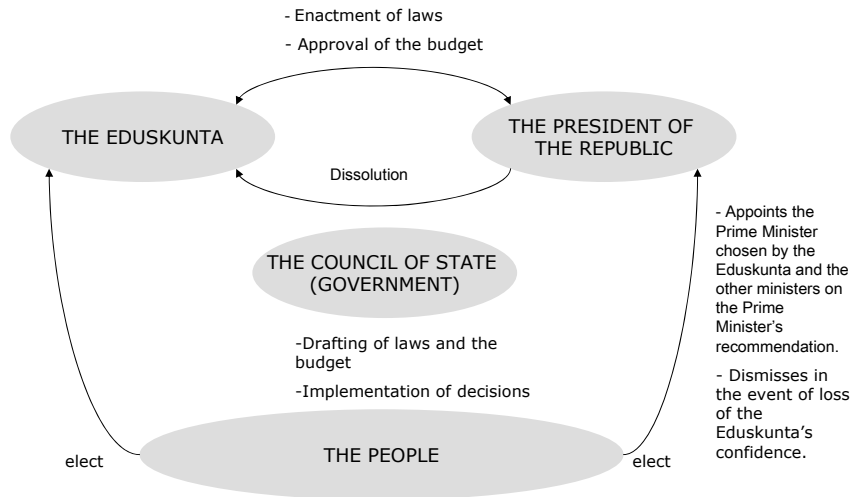 - Enactment of laws
- Approval of the budget
THE EDUSKUNTA
THE PRESIDENT OF
THE REPUBLIC
Dissolution
THE COUNCIL OF STATE
(GOVERNMENT)
-Drafting of laws and the
budget
-Implementation of decisions
- Appoints the
Prime Minister
chosen by the
Eduskunta and the
other ministers on
the Prime
Minister’s
recommendation.
- Dismisses in
the event of loss
of the
Eduskunta’s
confidence.
elect
THE PEOPLE
elect